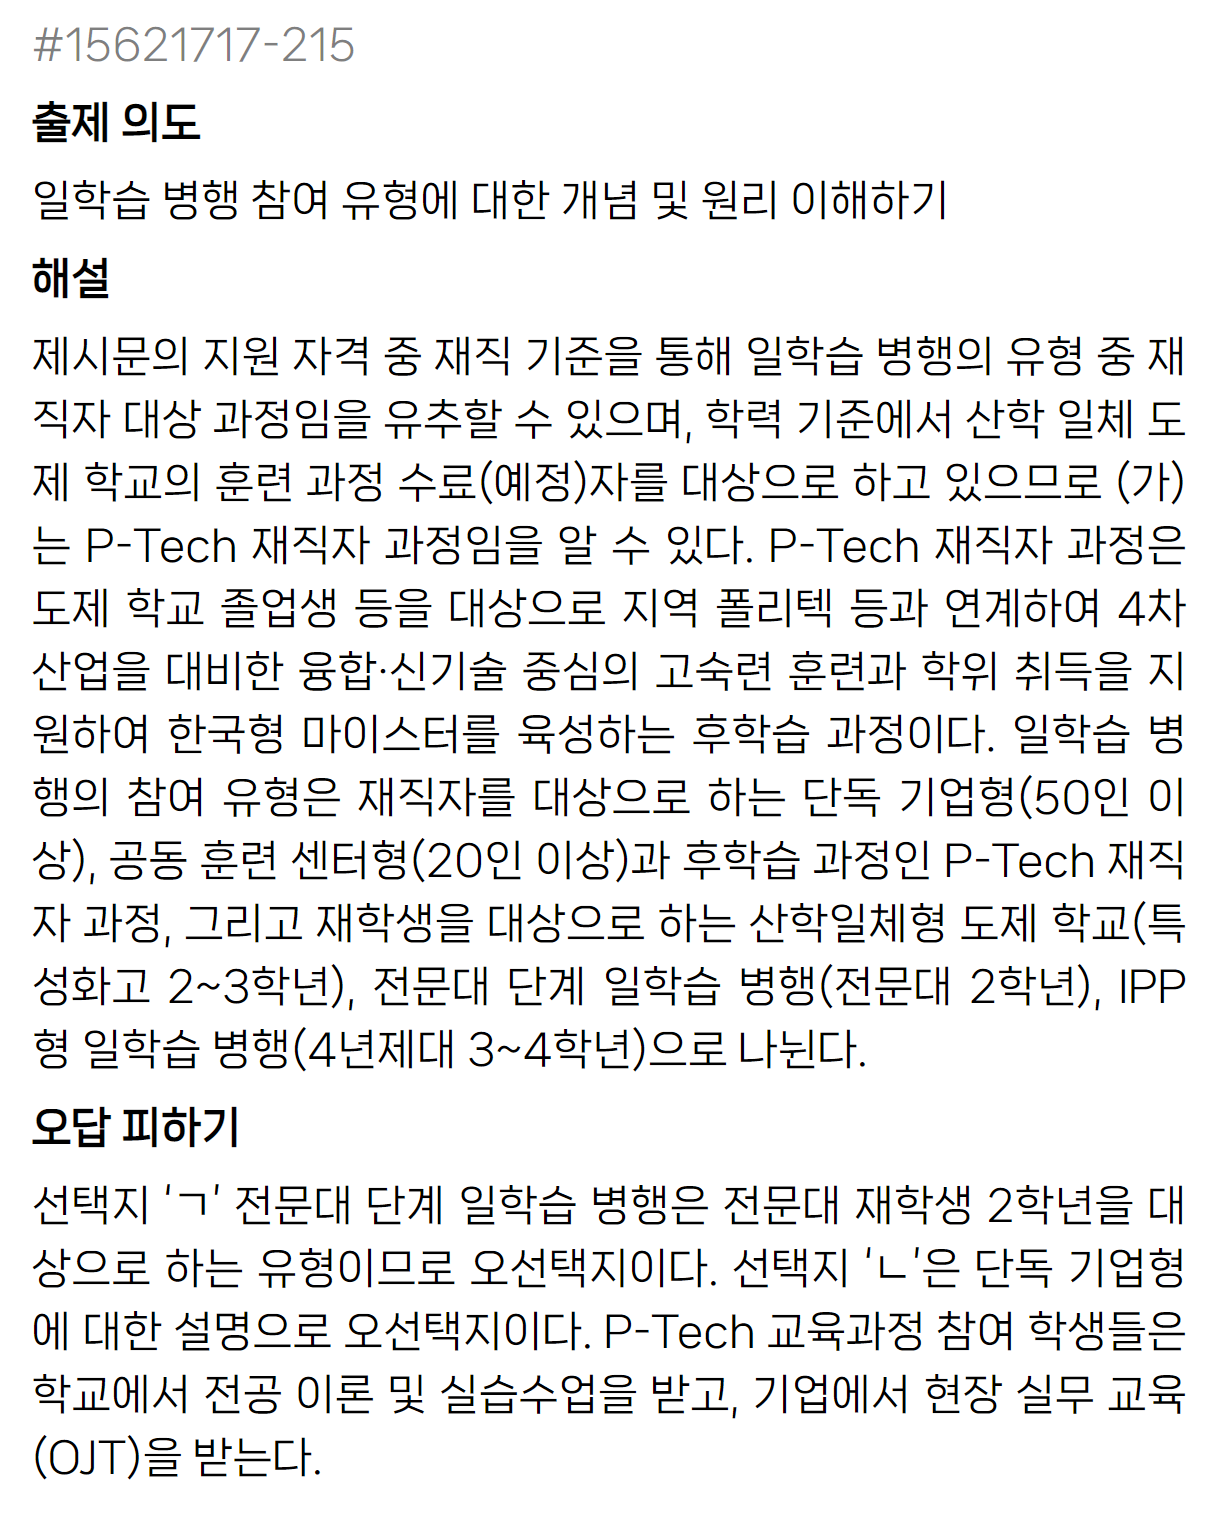 #15621717-215
출제 의도
일학습 병행 참여 유형에 대한 개념 및 원리 이해하기
해설
제시문의 지원 자격 중 재직 기준을 통해 일학습 병행의 유형 중 재
직자 대상 과정임을 유추할 수 있으며, 학력 기준에서 산학 일체 도
제 학교의 훈련 과정 수료(예정)자를 대상으로 하고 있으므로 (가)
는 P-Tech 재직자 과정임을 알 수 있다. P-Tech 재직자 과정은
도제 학교 졸업생 등을 대상으로 지역 폴리텍 등과 연계하여 4차
산업을 대비한 융합·신기술 중심의 고숙련 훈련과 학위 취득을 지
원하여 한국형 마이스터를 육성하는 후학습 과정이다. 일학습 병
행의 참여 유형은 재직자를 대상으로 하는 단독 기업형(50인 이
상), 공동 훈련 센터형(20인 이상)과 후학습 과정인 P-Tech 재직
자 과정, 그리고 재학생을 대상으로 하는 산학일체형 도제 학교(특
성화고 2~3학년), 전문대 단계 일학습 병행(전문대 2학년), IPP
형 일학습 병행(4년제대 3~4학년)으로 나뉜다.
오답 피하기
선택지 ‘ㄱ’ 전문대 단계 일학습 병행은 전문대 재학생 2학년을 대
상으로 하는 유형이므로 오선택지이다. 선택지 ‘ㄴ’은 단독 기업형
에 대한 설명으로 오선택지이다. P-Tech 교육과정 참여 학생들은
학교에서 전공 이론 및 실습수업을 받고, 기업에서 현장 실무 교육
(OJT)을 받는다.